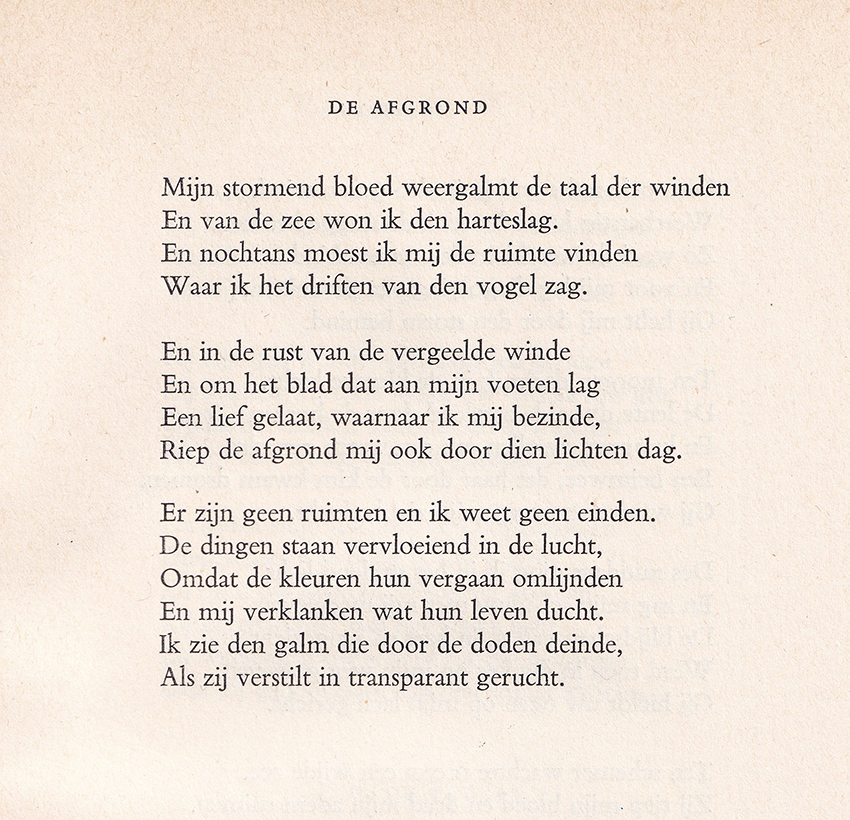 DE AFGROND
Mijn stormend bloed weergalmt de taal der winden
En van de zee won ik den harteslag.
En nochtans moest ik mij de ruimte vinden
Waar ik het driften van den vogel zag.
En in de rust van de vergeelde winde
En om het blad dat aan mijn voeten lag
Een lief gelaat, waarnaar ik mij bezinde,
Riep de afgrond mij ook door dien lichten dag.
Er zijn geen ruimten en ik weet geen einden.
De dingen staan vervloeiend in de lucht,
Omdat de kleuren hun vergaan omlijnden
En mij verklanken wat hun leven ducht.
Ik zie den galm die door de doden deinde,
Als zij verstilt in transparant gerucht.